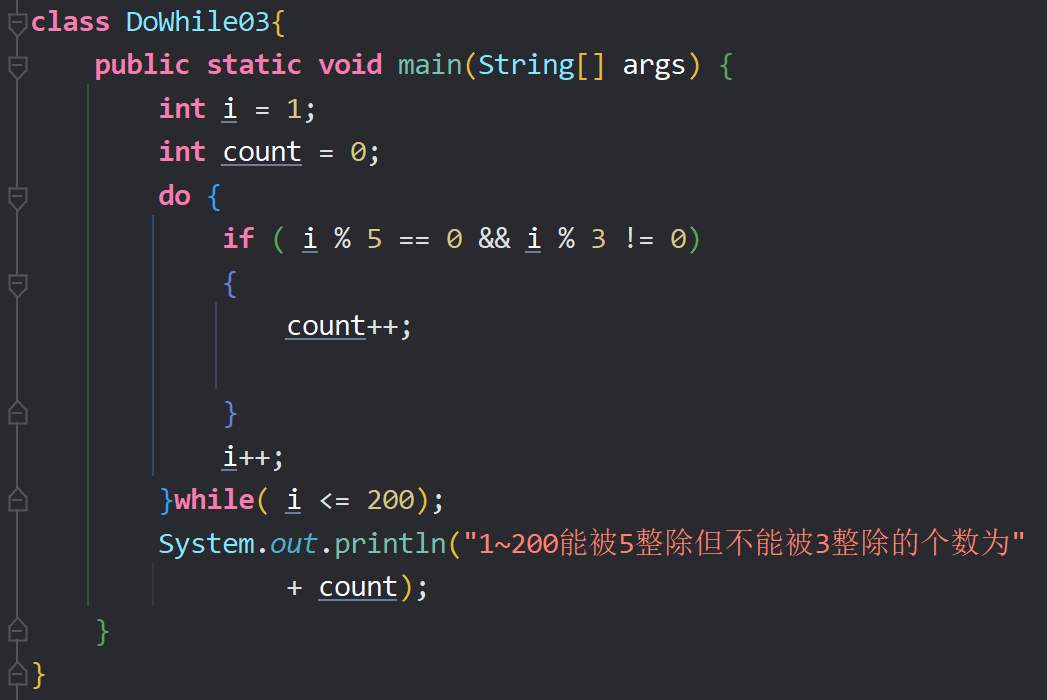 class DoWhile03{
    public static void main(String[] args) {
        int i = 1;
        int count = 0;
        do {
            if ( i % 5 == 0 && i % 3 != 0)
            {
                count++;
            }
            i++;
        }while( i <= 200);
        System.out.println("1~200能被5整除但不能被3整除的个数为"
                + count);
    }
}